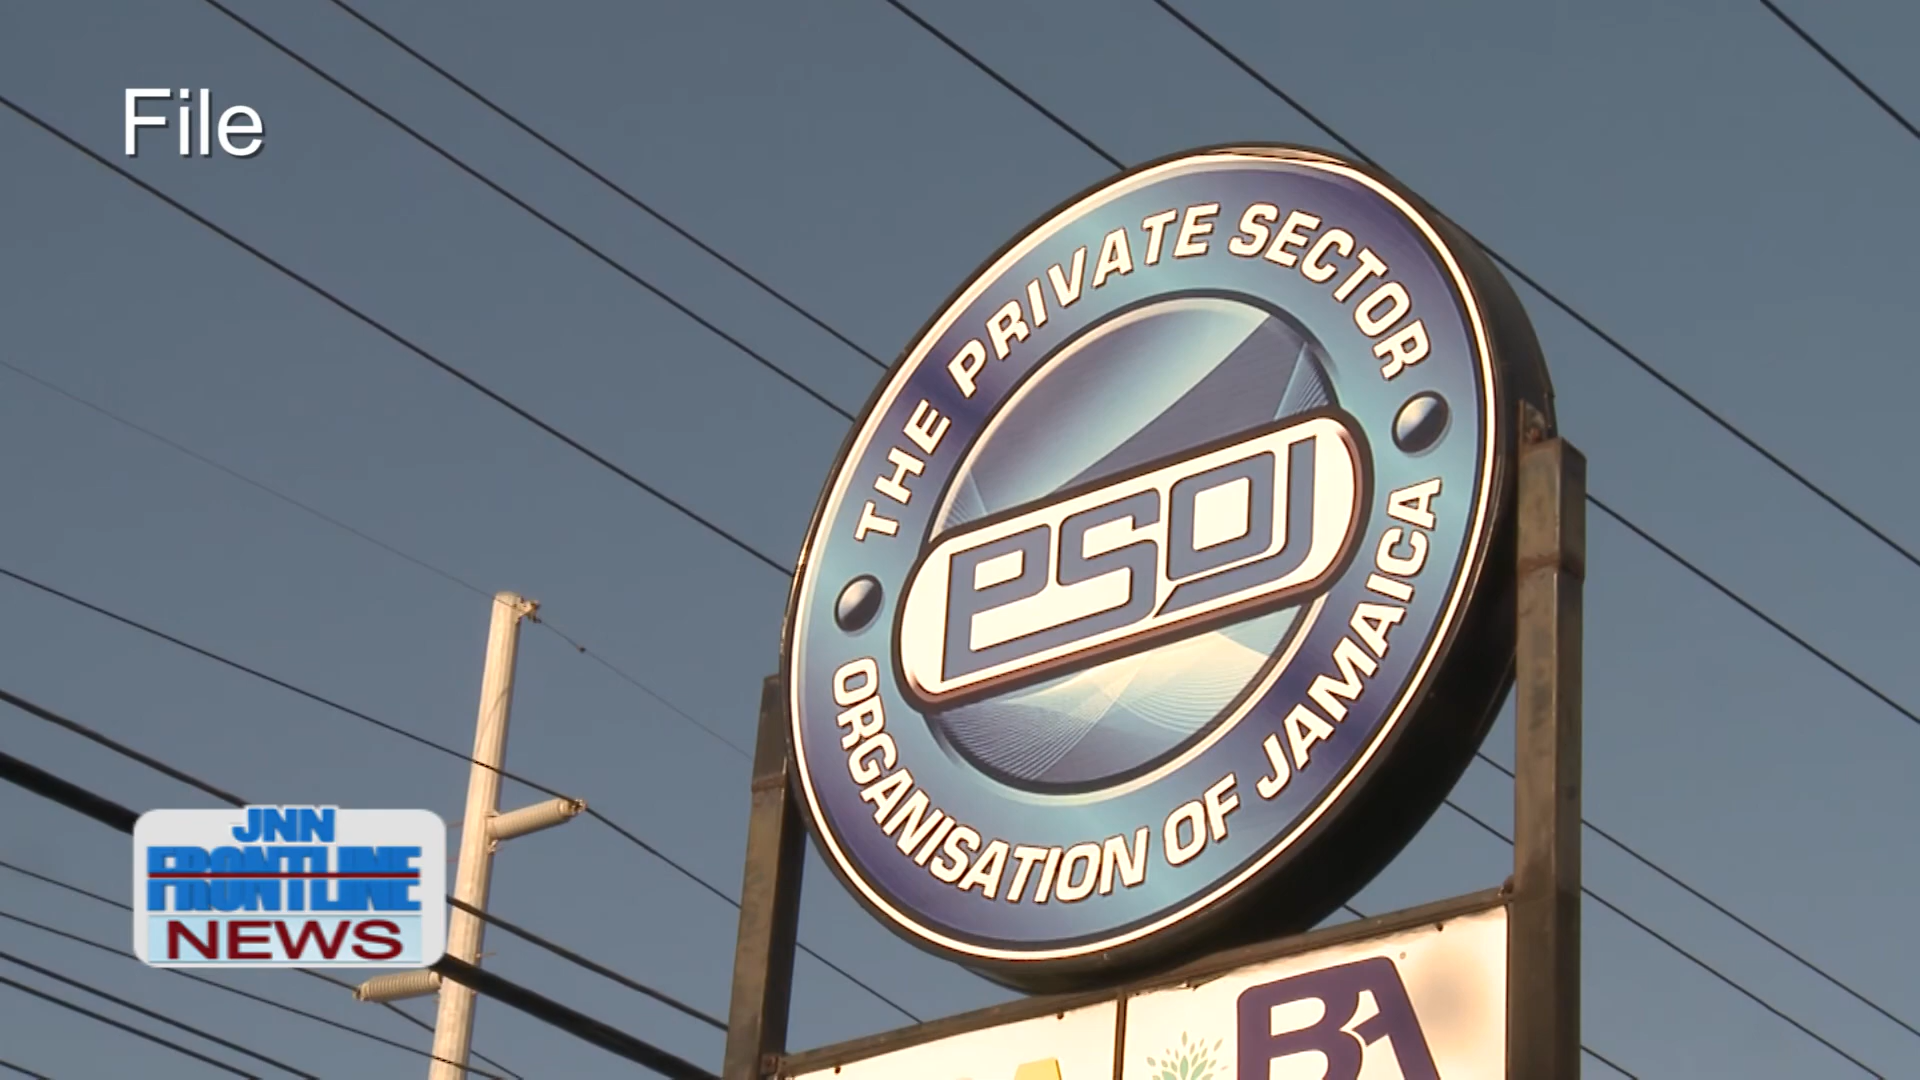 File
THE PRIVATE SECTOR
PSOJ
ORGANISATION OF JAMAICA
JNN
FRONTLINE
NEWS